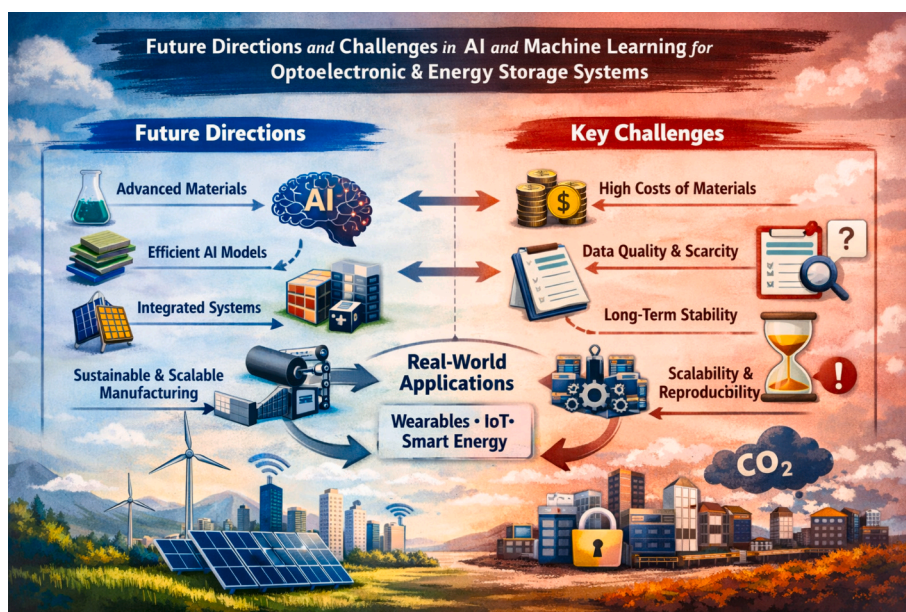 Future Directions and Challenges in AI and Machine Learning for
Optoelectronic & Energy Storage Systems
Future Directions
Advanced Materials
AI
Efficient AI Models
Integrated Systems
Sustainable & Scalable
Manufacturing
Key Challenges
$
High Costs of Materials
Data Quality & Scarcity
?
Long-Term Stability
Scalability &
Reproducibility
!
Real-World
Applications
Wearables • IoT•
Smart Energy
CO2